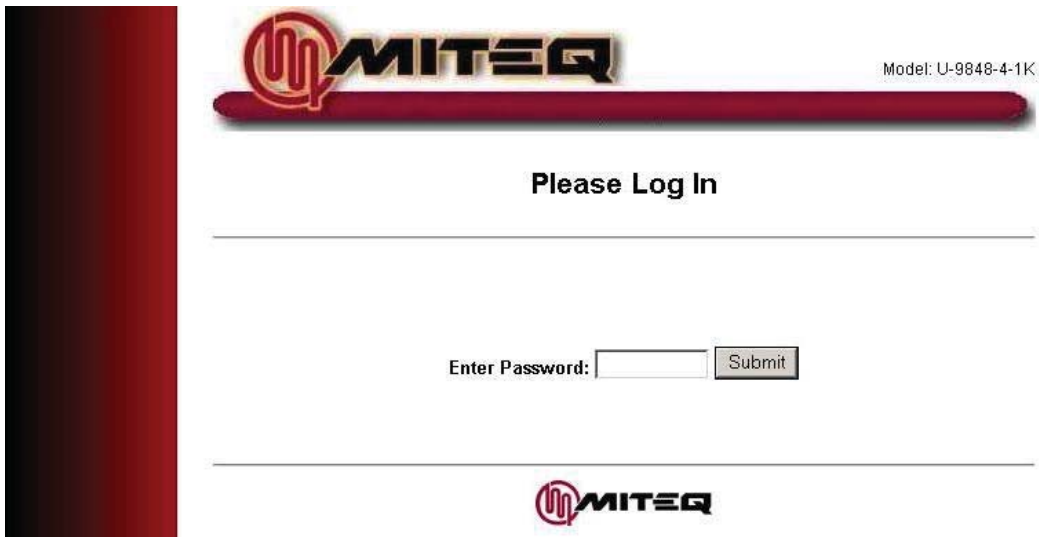 MITEQ
Model: U-9848-4-1K
Please Log In
Enter Password: Submit
MITEQ